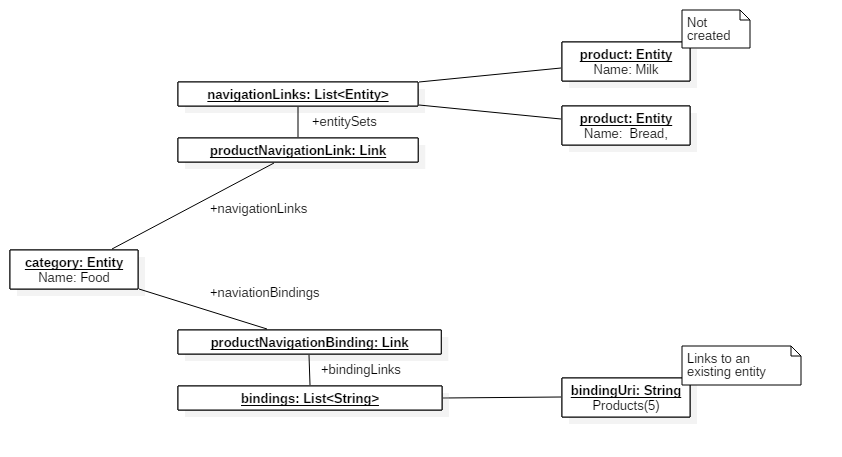 Not
created
product: Entity
Name: Milk
navigationLinks: List<Entity>
product: Entity
Name:  Bread,
+entitySets
productNavigationLink: Link
+navigationLinks
category: Entity
Name: Food
+naviationBindings
productNavigationBinding: Link
Links to an
existing entity
+bindingLinks
bindings: List<String>
bindingUri: String
Products(5)